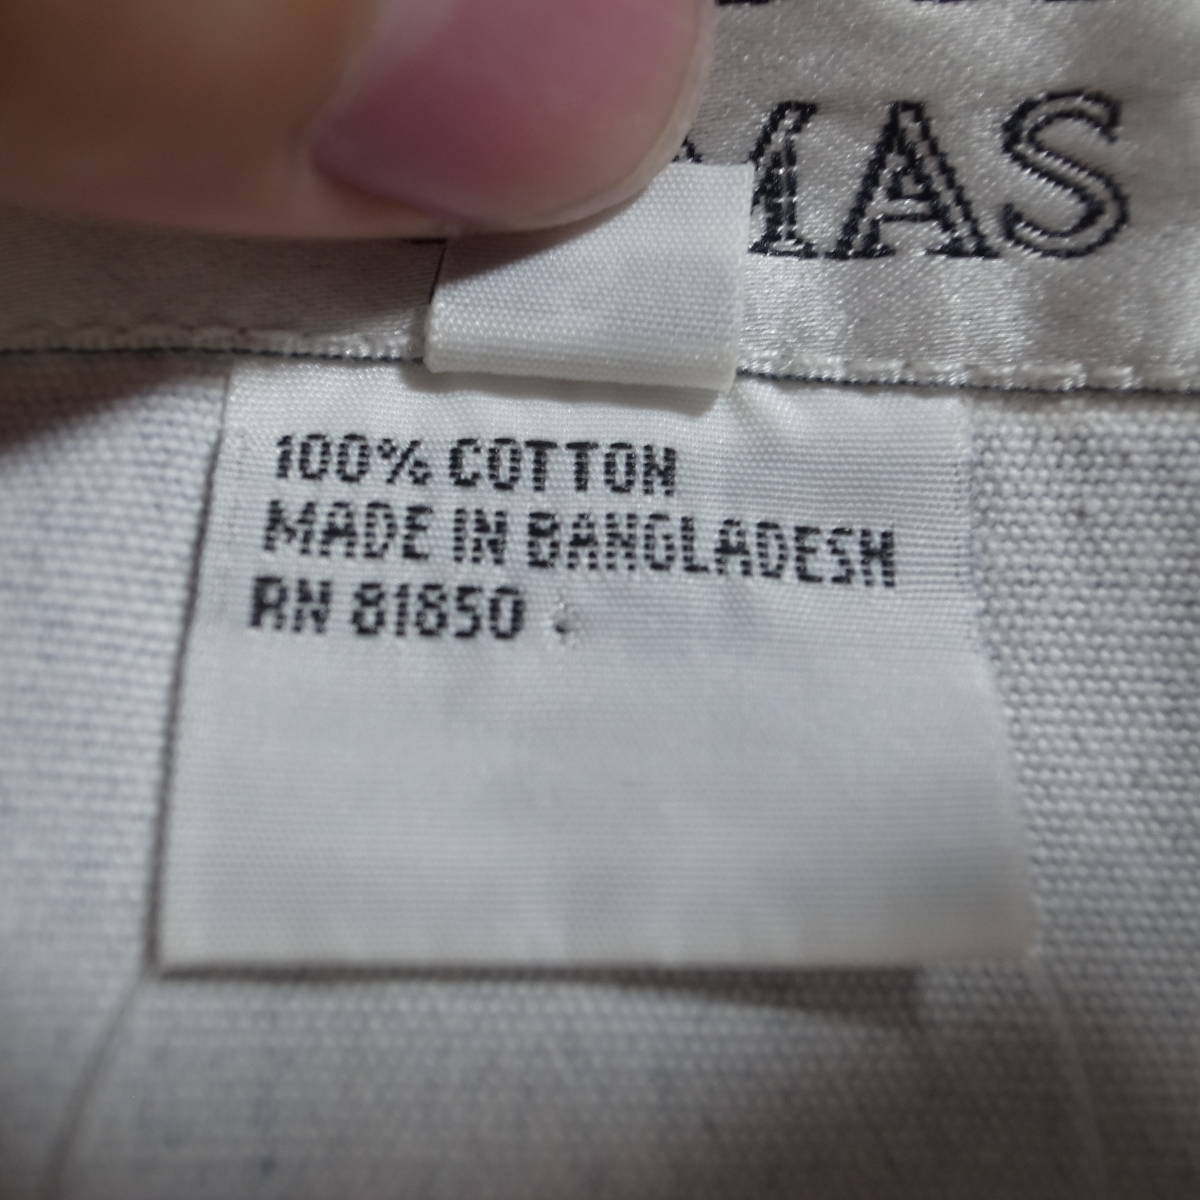 MAS
100% COTTON
MADE IN BANGLADESH
RN 81850